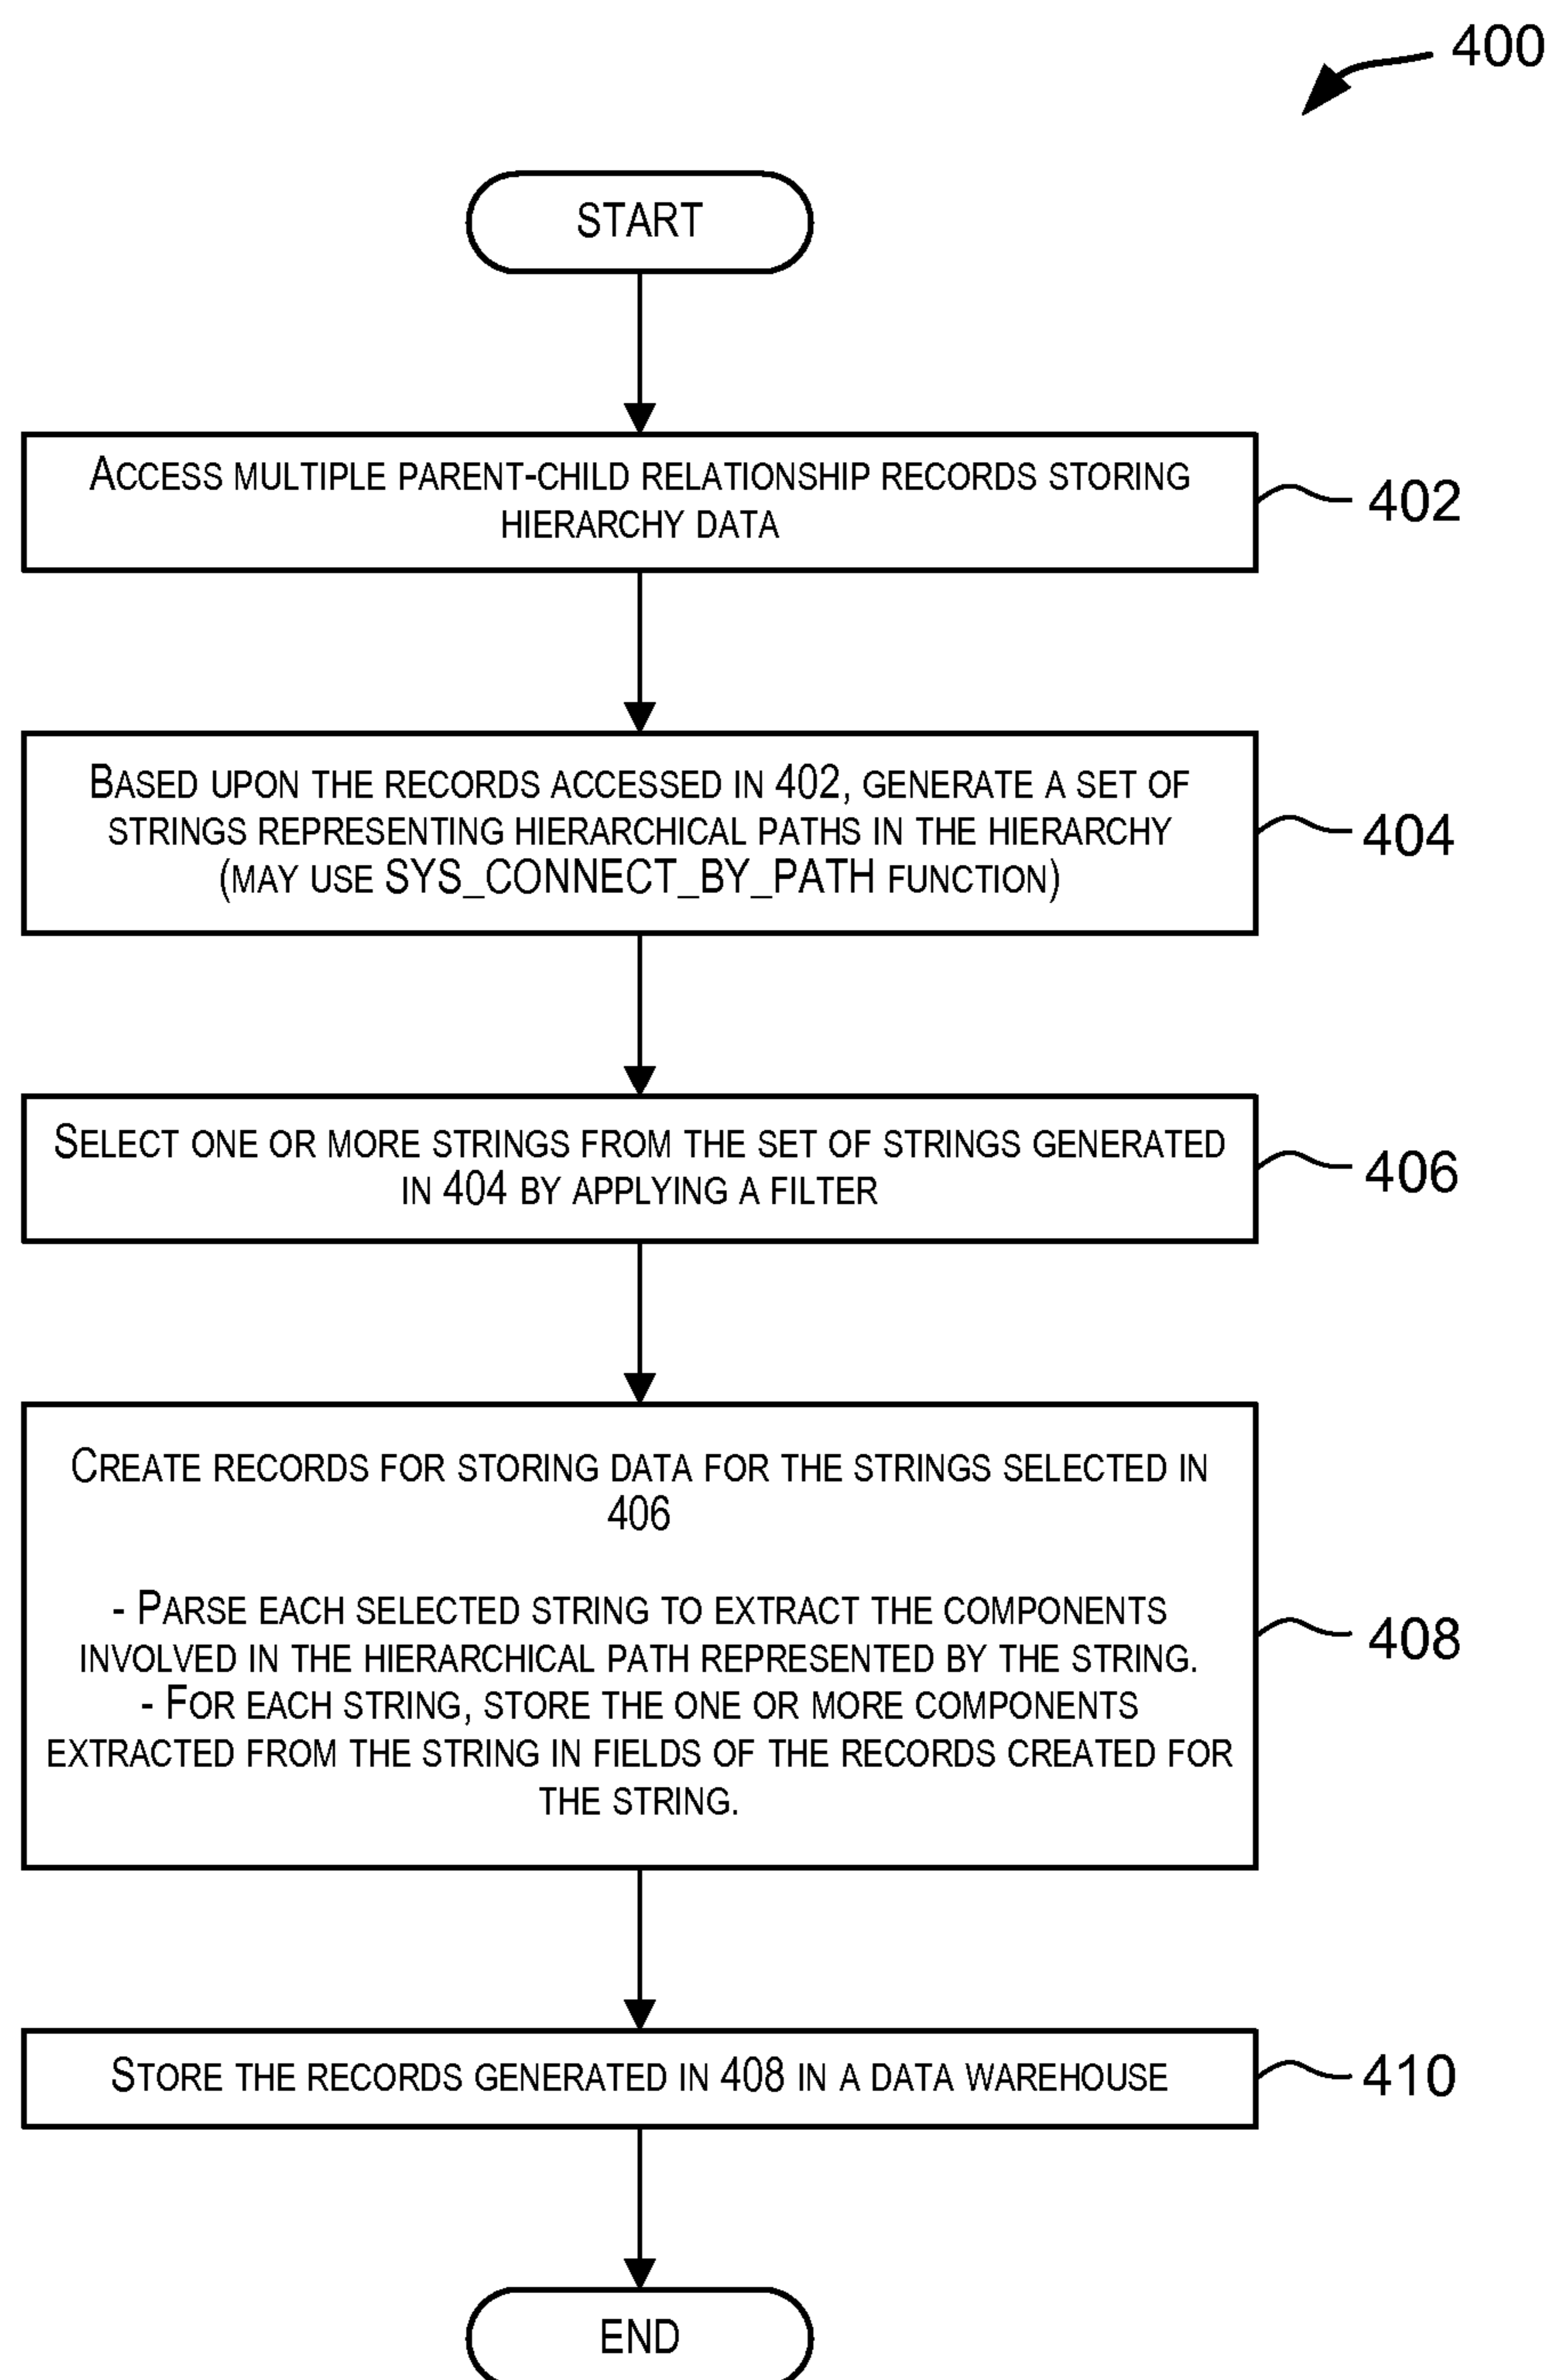 400
START
ACCESS MULTIPLE PARENT-CHILD RELATIONSHIP RECORDS STORING
HIERARCHY DATA
402
BASED UPON THE RECORDS ACCESSED IN 402, GENERATE A SET OF
STRINGS REPRESENTING HIERARCHICAL PATHS IN THE HIERARCHY
(MAY USE SYS_CONNECT_BY_PATH FUNCTION)
404
SELECT ONE OR MORE STRINGS FROM THE SET OF STRINGS GENERATED
IN 404 BY APPLYING A FILTER
406
CREATE RECORDS FOR STORING DATA FOR THE STRINGS SELECTED IN
406
- PARSE EACH SELECTED STRING TO EXTRACT THE COMPONENTS
INVOLVED IN THE HIERARCHICAL PATH REPRESENTED BY THE STRING.
- FOR EACH STRING, STORE THE ONE OR MORE COMPONENTS
EXTRACTED FROM THE STRING IN FIELDS OF THE RECORDS CREATED FOR
THE STRING.
408
STORE THE RECORDS GENERATED IN 408 IN A DATA WAREHOUSE
410
END